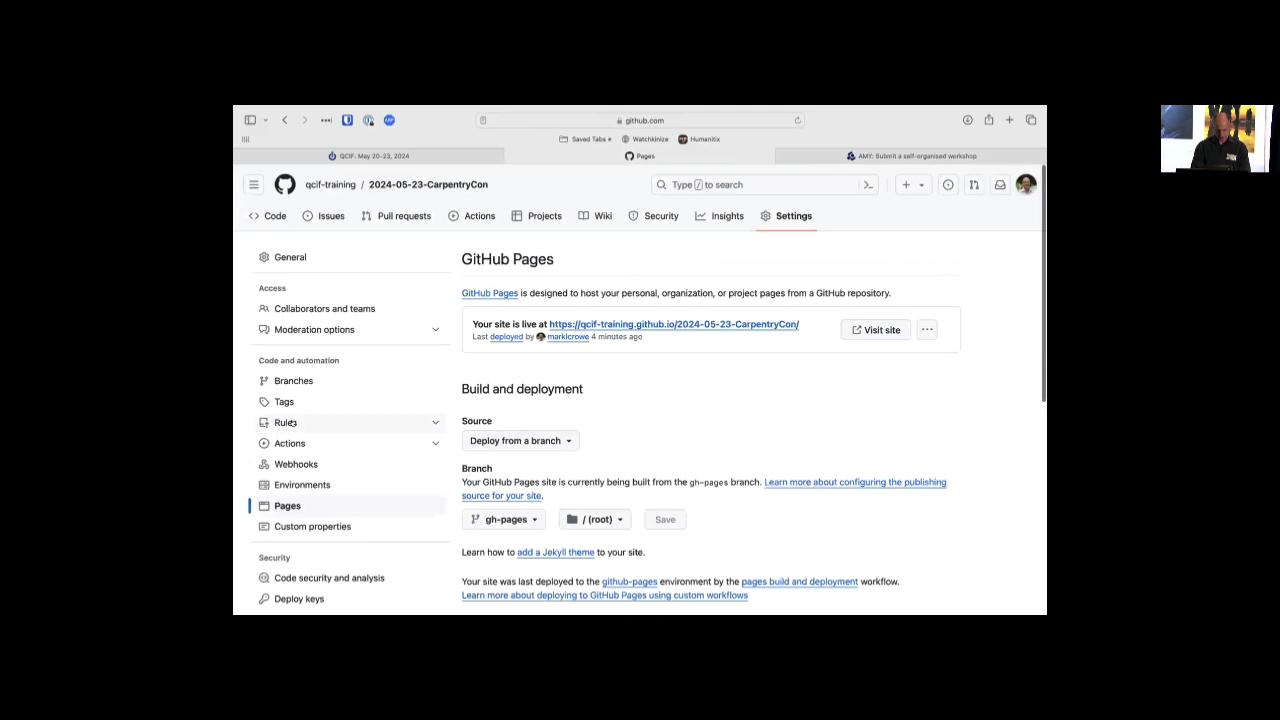 github.com
Saved Tabs
Watchkinize
Humanitix
QCIF: May 20-23, 2024
Pages
AMY: Submit a self-organised workshop
qcif-training / 2024-05-23-CarpentryCon
Type / to search
Code
Issues
Pull requests
Actions
Projects
Wiki
Security
Insights
Settings
General
Access
Collaborators and teams
Moderation options
Code and automation
Branches
Tags
Rules
Actions
Webhooks
Environments
Pages
Custom properties
Security
Code security and analysis
Deploy keys
GitHub Pages
GitHub Pages is designed to host your personal, organization, or project pages from a GitHub repository.
Your site is live at https://qcif-training.github.io/2024-05-23-CarpentryCon/
Last deployed by marklcrowe 4 minutes ago
Visit site
Build and deployment
Source
Deploy from a branch
Branch
Your GitHub Pages site is currently being built from the gh-pages branch. Learn more about configuring the publishing
source for your site.
gh-pages
/ (root)
Save
Learn how to add a Jekyll theme to your site.
Your site was last deployed to the github-pages environment by the pages build and deployment workflow.
Learn more about deploying to GitHub Pages using custom workflows